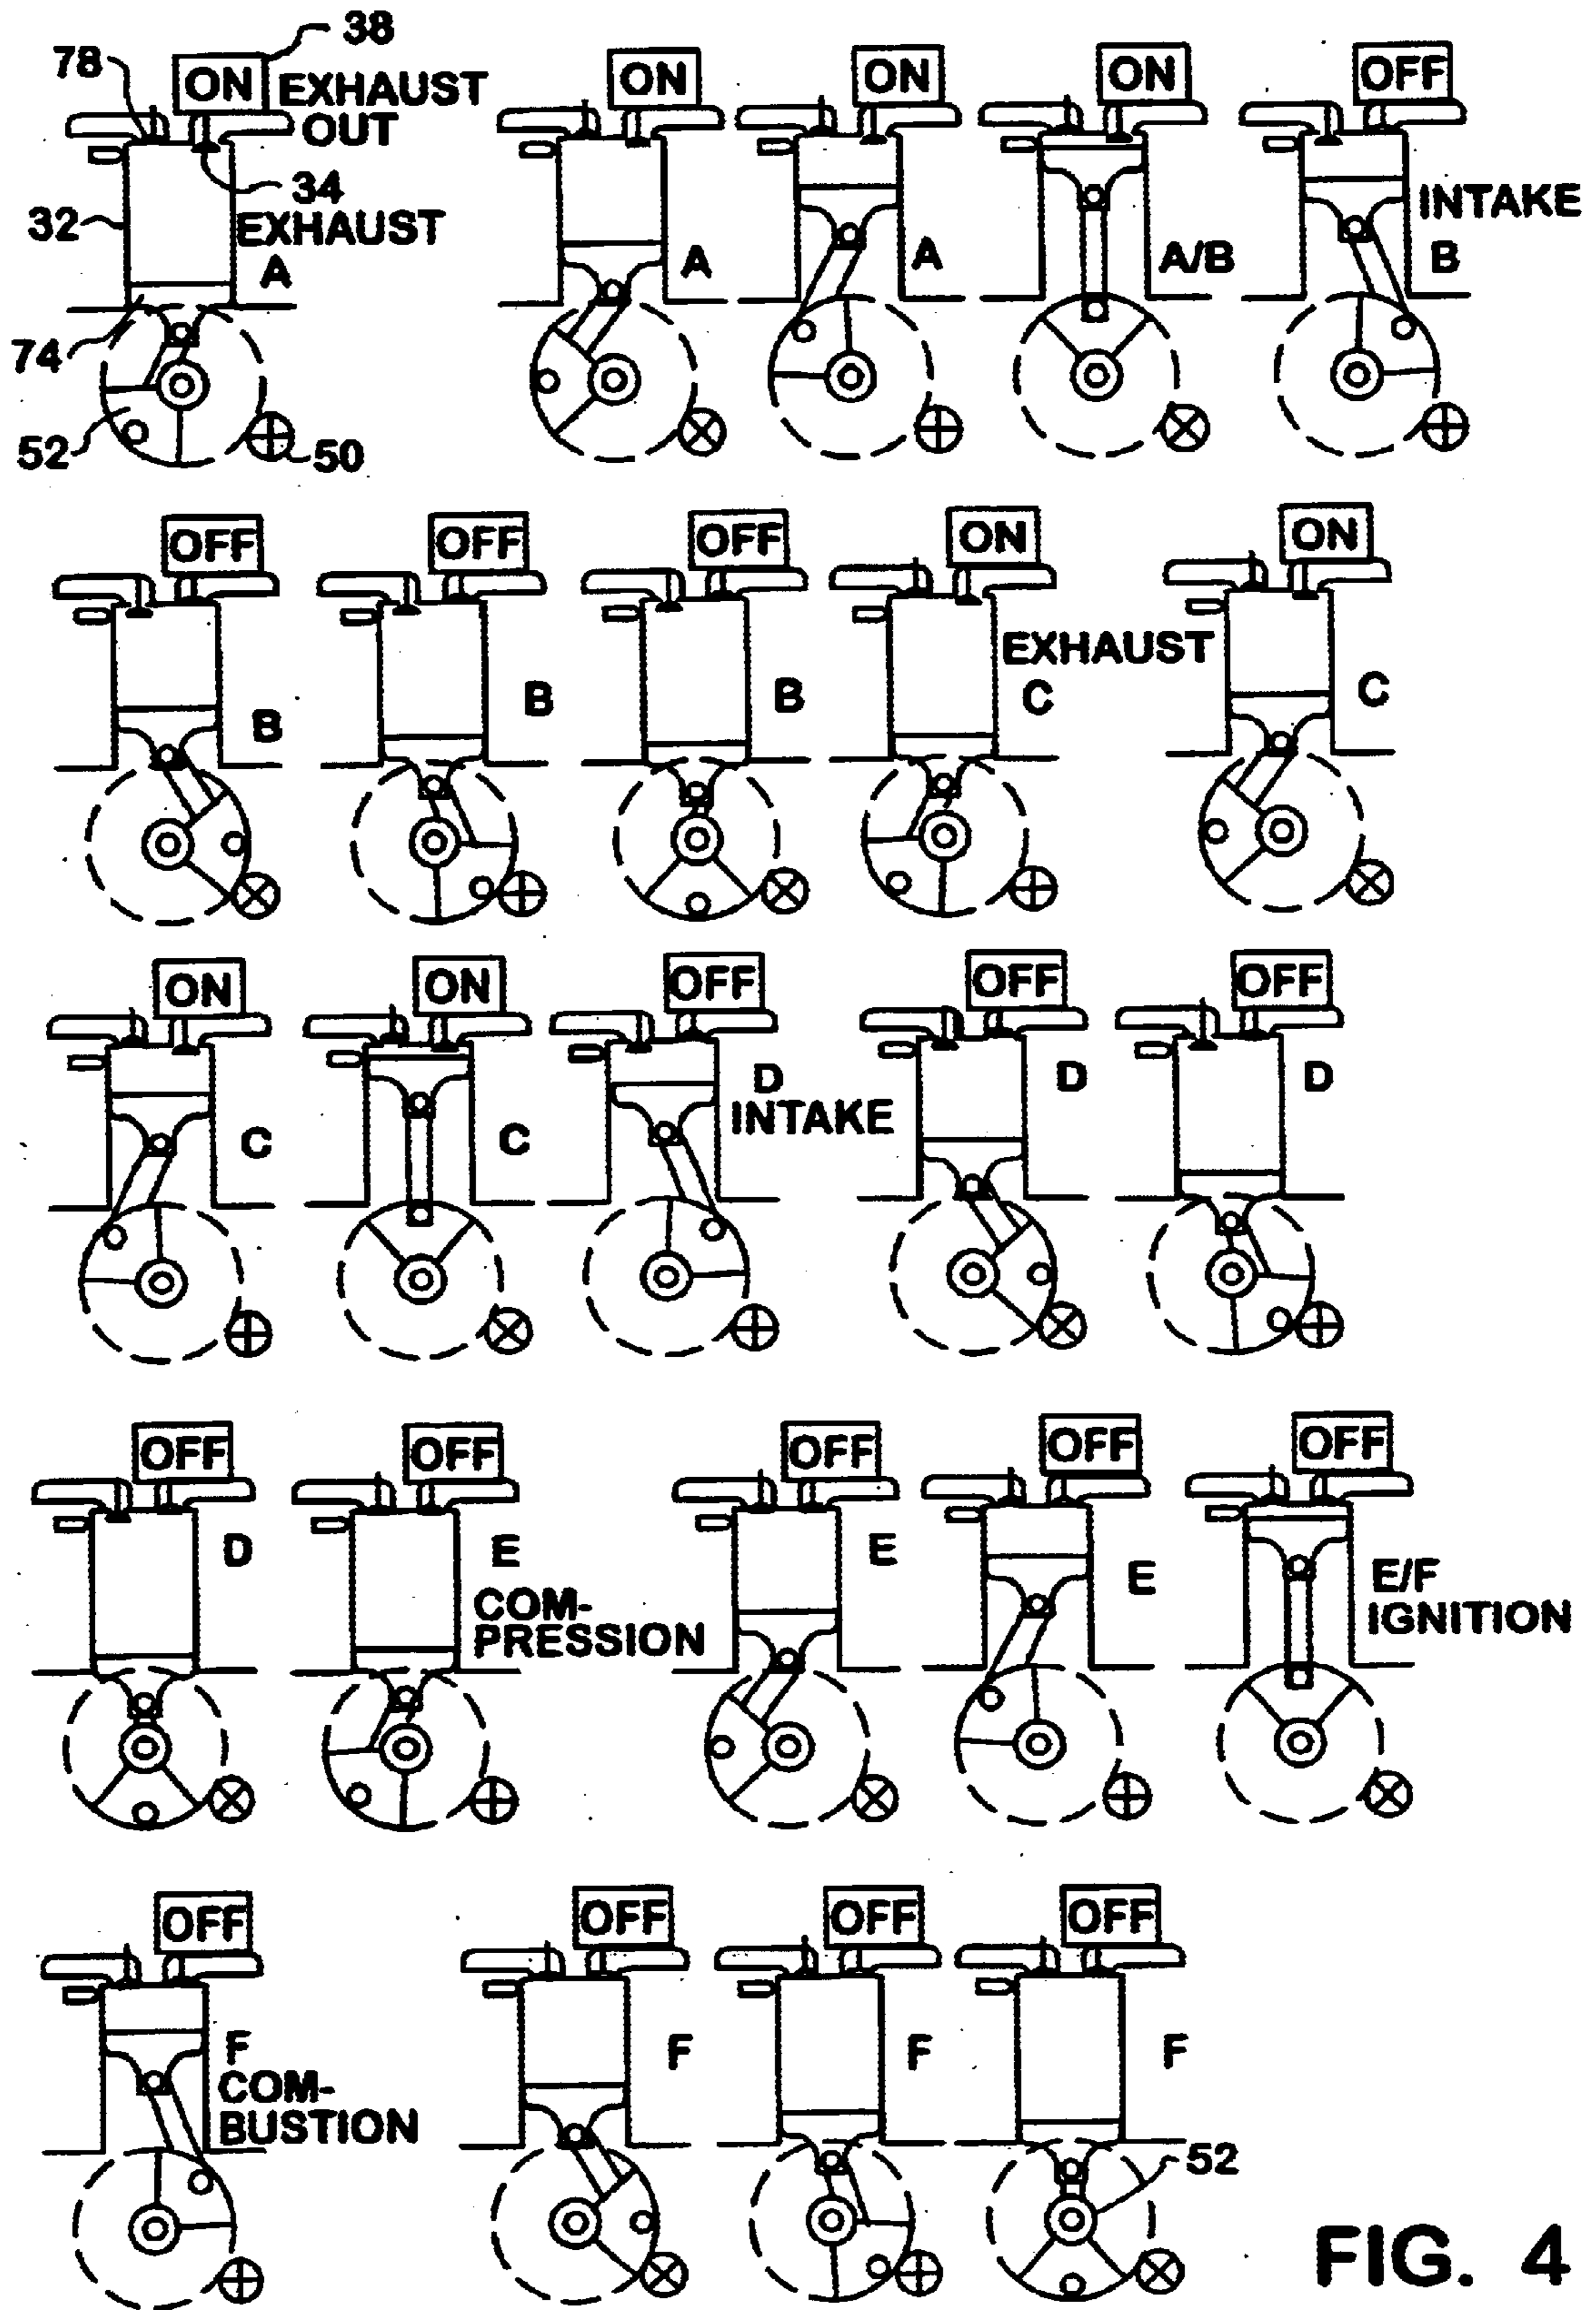 38
78
ON
EXHAUST
OUT
34
32
EXHAUST
A
74
52
50
ON
A
ON
A
ON
A/B
OFF
INTAKE
B
OFF
B
OFF
B
OFF
B
ON
EXHAUST
C
ON
C
ON
C
ON
C
OFF
D
INTAKE
OFF
D
OFF
D
OFF
D
OFF
E
COM-
PRESSION
OFF
E
OFF
E
OFF
E/F
IGNITION
OFF
F
COM-
BUSTION
OFF
F
OFF
F
OFF
F
52
FIG. 4